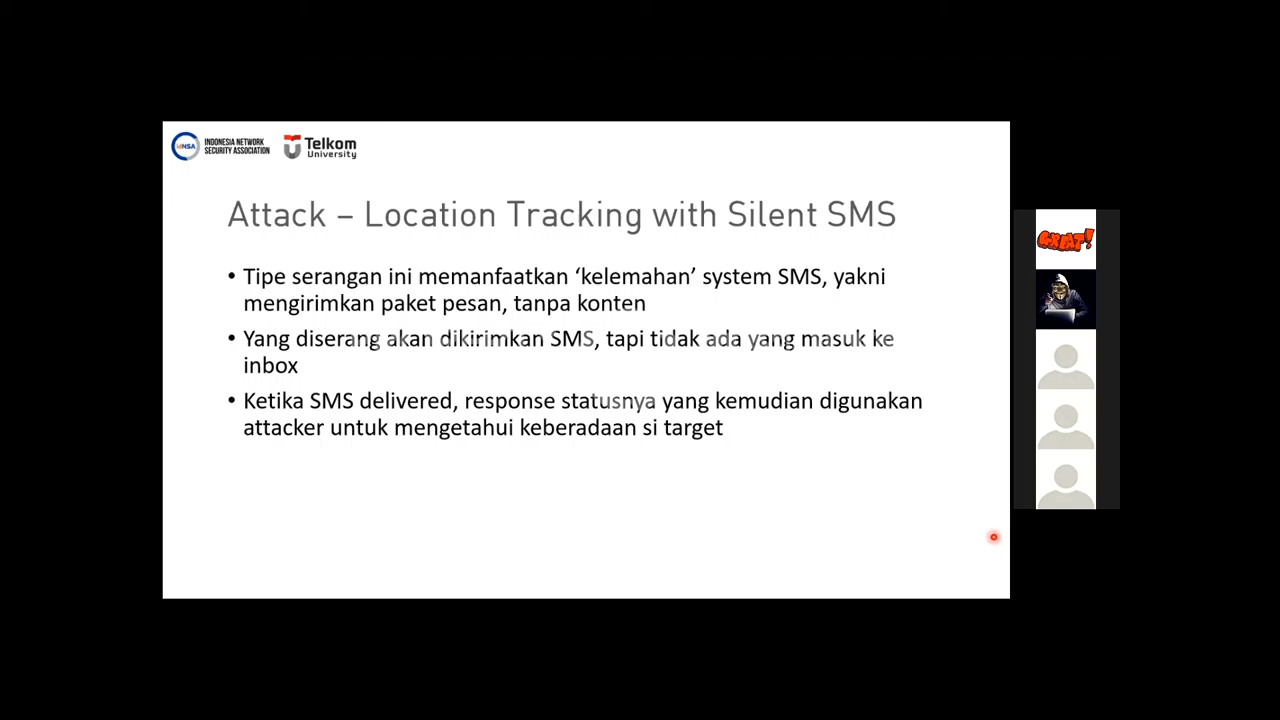 INSA
INDONESIA NETWORK
SECURITY ASSOCIATION
Telkom
University
Attack – Location Tracking with Silent SMS
• Tipe serangan ini memanfaatkan ‘kelemahan’ system SMS, yakni
mengirimkan paket pesan, tanpa konten
• Yang diserang akan dikirimkan SMS, tapi tidak ada yang masuk ke
inbox
• Ketika SMS delivered, response statusnya yang kemudian digunakan
attacker untuk mengetahui keberadaan si target
GREAT!